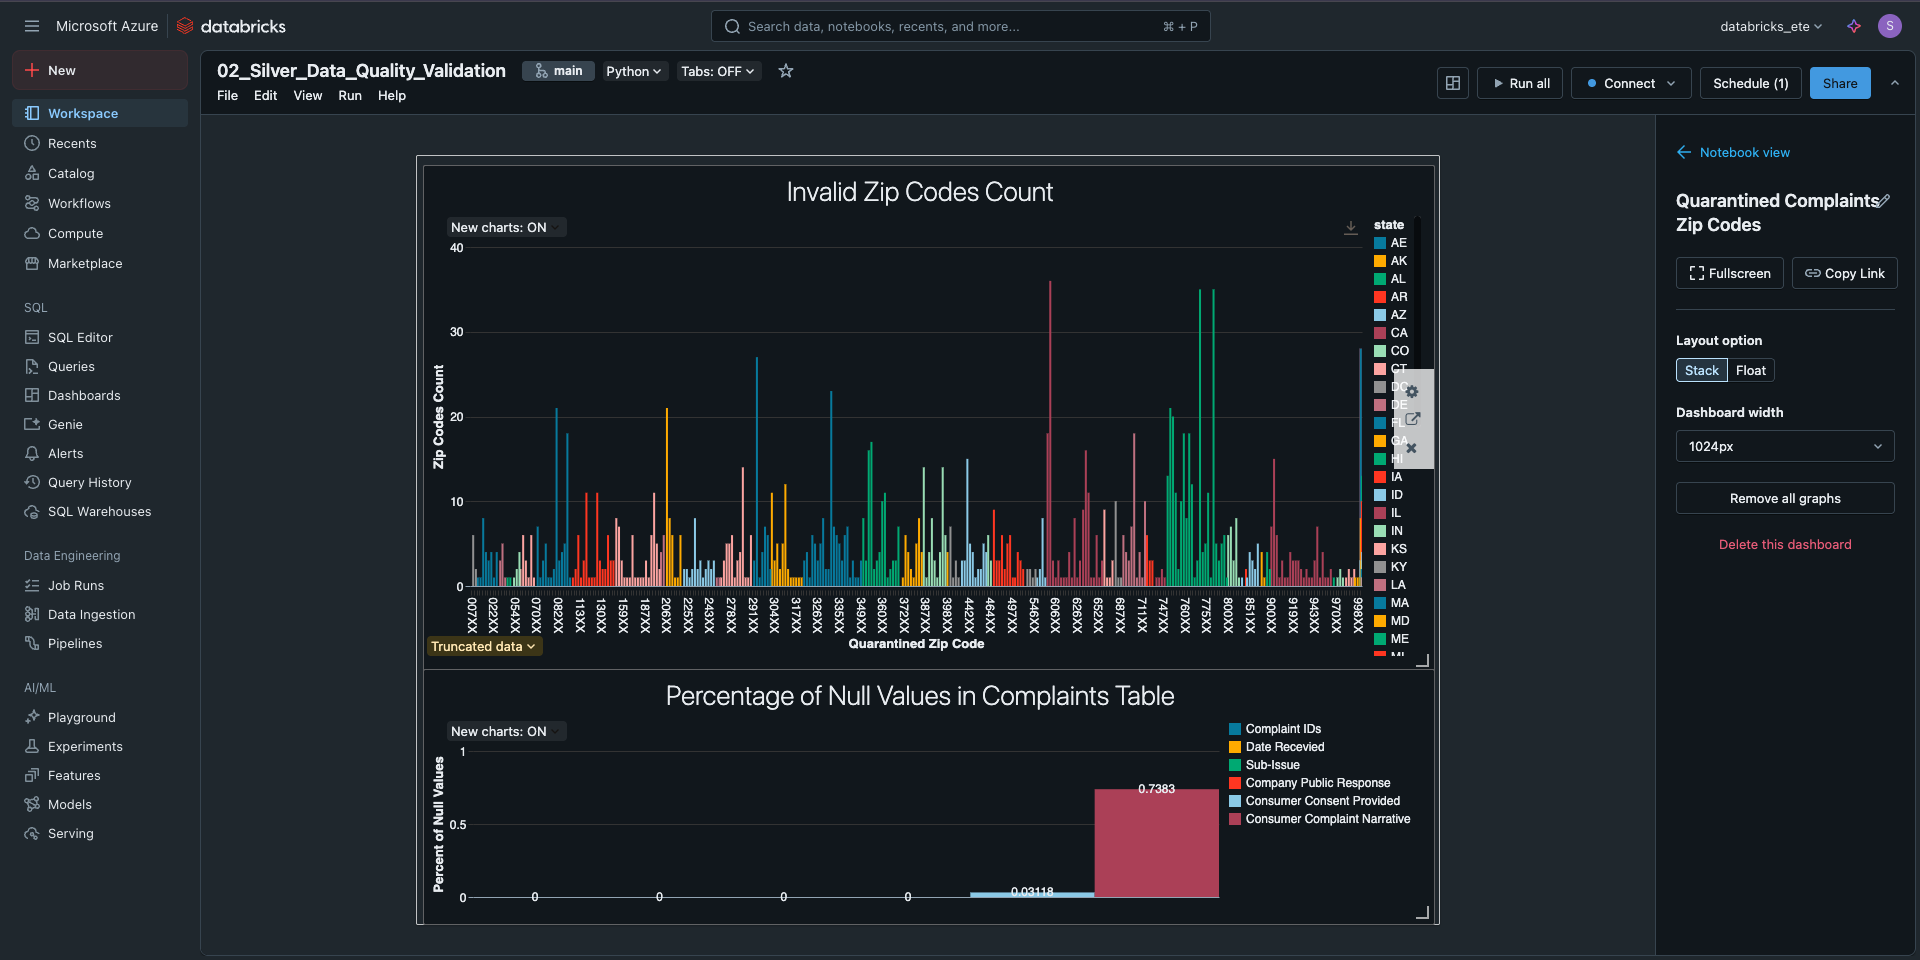 Microsoft Azure
databricks
Search data, notebooks, recents, and more...
⌘ + P
databricks_ete
S
New
Workspace
Recents
Catalog
Workflows
Compute
Marketplace
SQL
SQL Editor
Queries
Dashboards
Genie
Alerts
Query History
SQL Warehouses
Data Engineering
Job Runs
Data Ingestion
Pipelines
AI/ML
Playground
Experiments
Features
Models
Serving
02_Silver_Data_Quality_Validation
main
Python
Tabs: OFF
File Edit View Run Help
Run all
Connect
Schedule (1)
Share
Invalid Zip Codes Count
New charts: ON
40
30
20
10
0
Zip Codes Count
007XX
022XX
054XX
070XX
082XX
113XX
130XX
159XX
187XX
206XX
225XX
243XX
278XX
291XX
304XX
317XX
326XX
335XX
349XX
360XX
372XX
387XX
398XX
442XX
464XX
497XX
546XX
606XX
626XX
652XX
687XX
711XX
747XX
760XX
775XX
800XX
851XX
900XX
919XX
943XX
970XX
998XX
Quarantined Zip Code
Truncated data
state
AE
AK
AL
AR
AZ
CA
CO
CT
DC
DE
FL
GA
HI
IA
ID
IL
IN
KS
KY
LA
MA
MD
ME
MI
Percentage of Null Values in Complaints Table
New charts: ON
1
0.5
0
Percent of Null Values
0
0
0
0
0.03118
0.7383
Complaint IDs
Date Recevied
Sub-Issue
Company Public Response
Consumer Consent Provided
Consumer Complaint Narrative
Notebook view
Quarantined Complaints
Zip Codes
Fullscreen
Copy Link
Layout option
Stack
Float
Dashboard width
1024px
Remove all graphs
Delete this dashboard